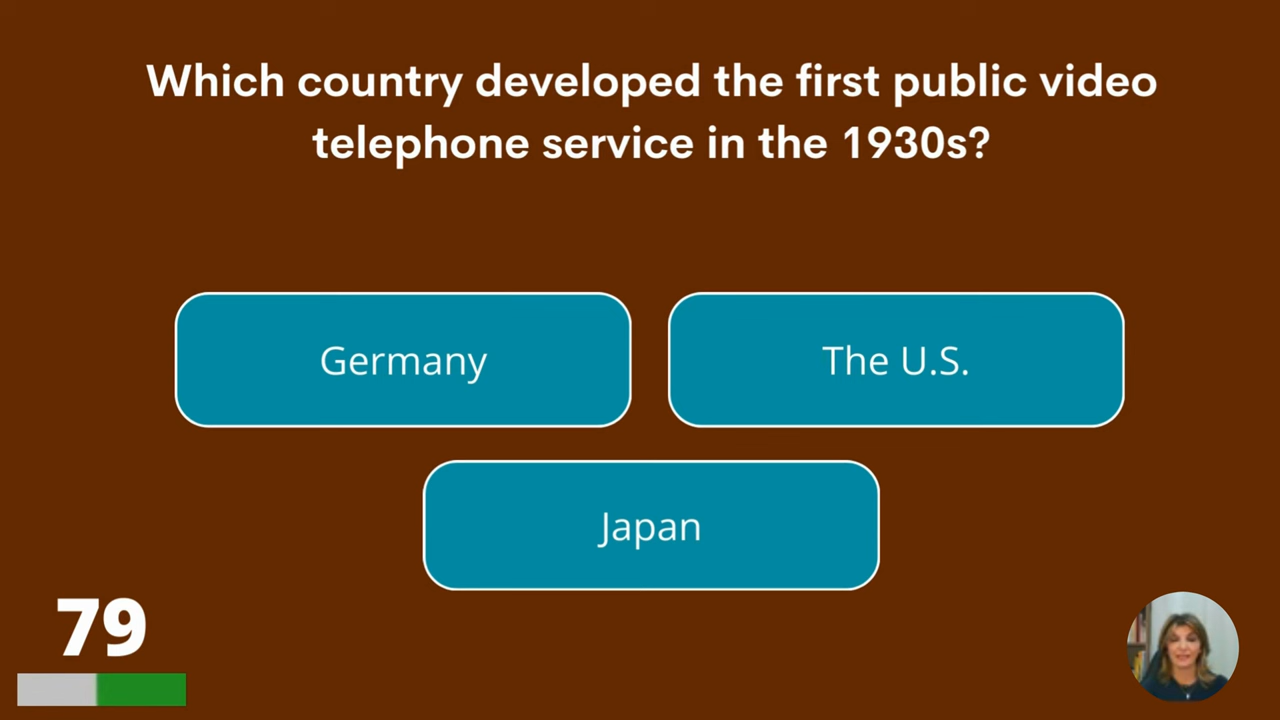 Which country developed the first public video
telephone service in the 1930s?
Germany
The U.S.
Japan
79